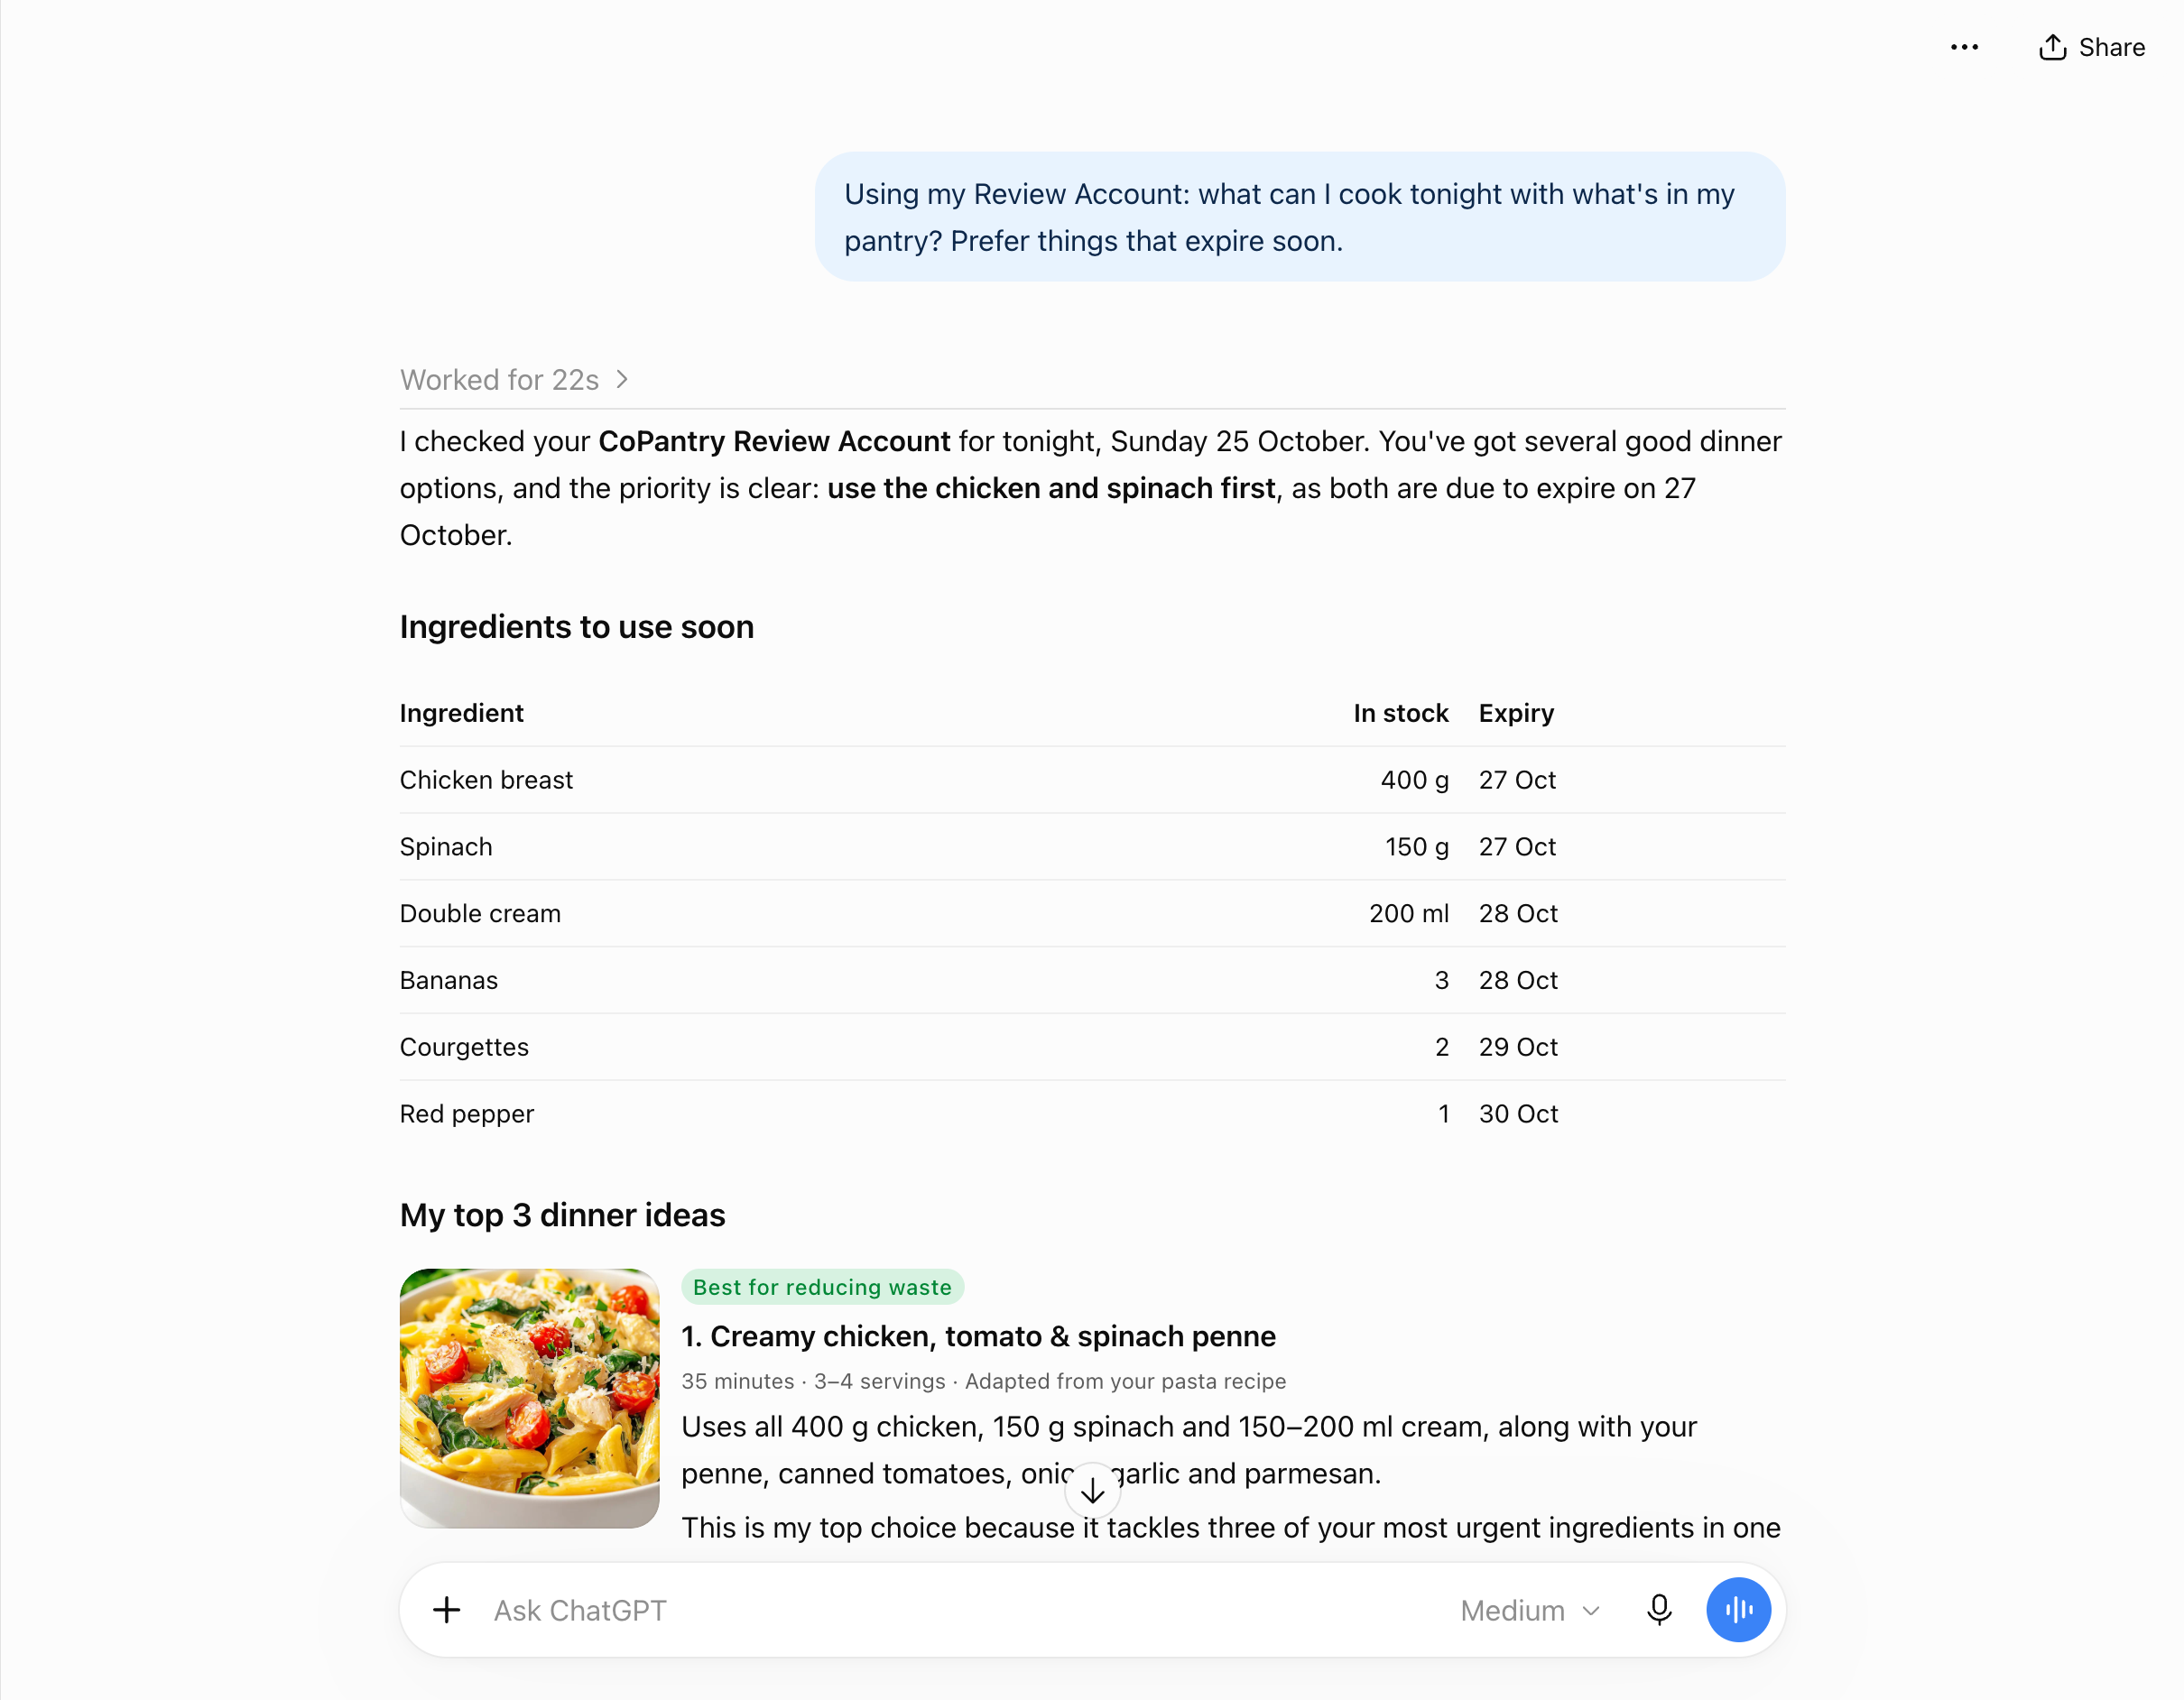 Share
Using my Review Account: what can I cook tonight with what's in my
pantry? Prefer things that expire soon.
Worked for 22s
I checked your CoPantry Review Account for tonight, Sunday 25 October. You've got several good dinner
options, and the priority is clear: use the chicken and spinach first, as both are due to expire on 27
October.
Ingredients to use soon
Ingredient In stock Expiry
Chicken breast 400 g 27 Oct
Spinach 150 g 27 Oct
Double cream 200 ml 28 Oct
Bananas 3 28 Oct
Courgettes 2 29 Oct
Red pepper 1 30 Oct
My top 3 dinner ideas
Best for reducing waste
1. Creamy chicken, tomato & spinach penne
35 minutes · 3–4 servings · Adapted from your pasta recipe
Uses all 400 g chicken, 150 g spinach and 150–200 ml cream, along with your
penne, canned tomatoes, garlic and parmesan.
This is my top choice because it tackles three of your most urgent ingredients in one
Ask ChatGPT
Medium